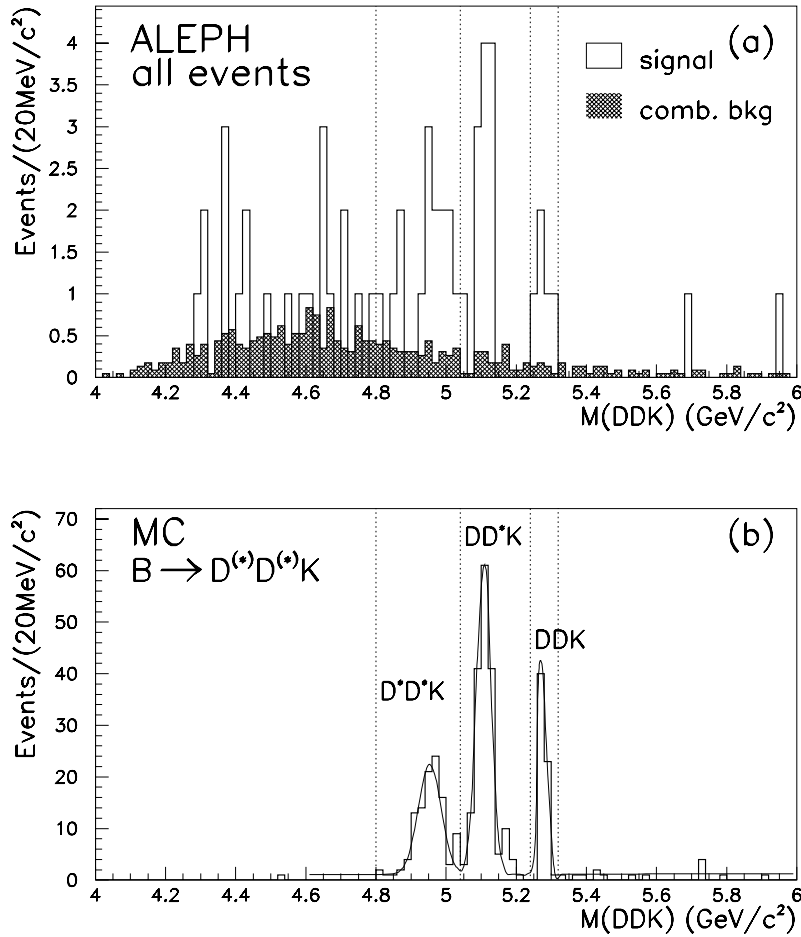 ALEPH
all events
(a)
signal
comb. bkg
Events/(20MeV/c²)
4
3.5
3
2.5
2
1.5
1
0.5
0
4 4.2 4.4 4.6 4.8 5 5.2 5.4 5.6 5.8 6
M(DDK) (GeV/c²)
MC
B → D⁽*⁾D⁽*⁾K
(b)
DD*K
DDK
D*D*K
Events/(20MeV/c²)
70
60
50
40
30
20
10
0
4 4.2 4.4 4.6 4.8 5 5.2 5.4 5.6 5.8 6
M(DDK) (GeV/c²)